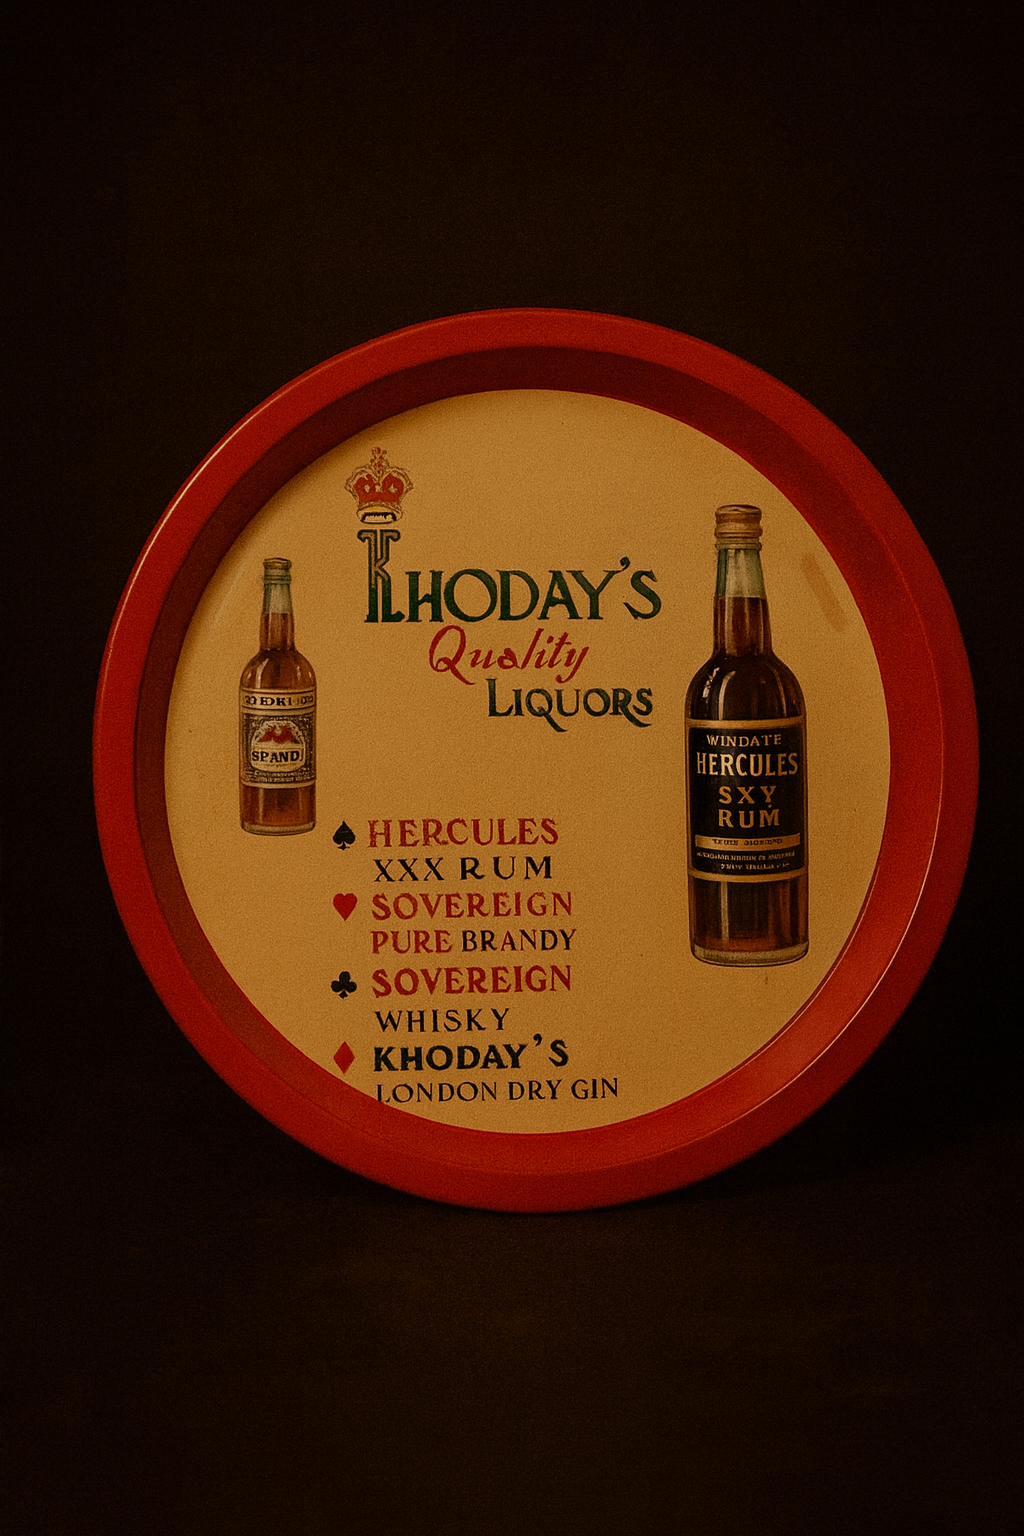 KHODAY'S
Quality
LIQUORS
SPAND
WINDATE
HERCULES
SXY
RUM
HERCULES
XXX RUM
SOVEREIGN
PURE BRANDY
SOVEREIGN
WHISKY
KHODAY'S
LONDON DRY GIN